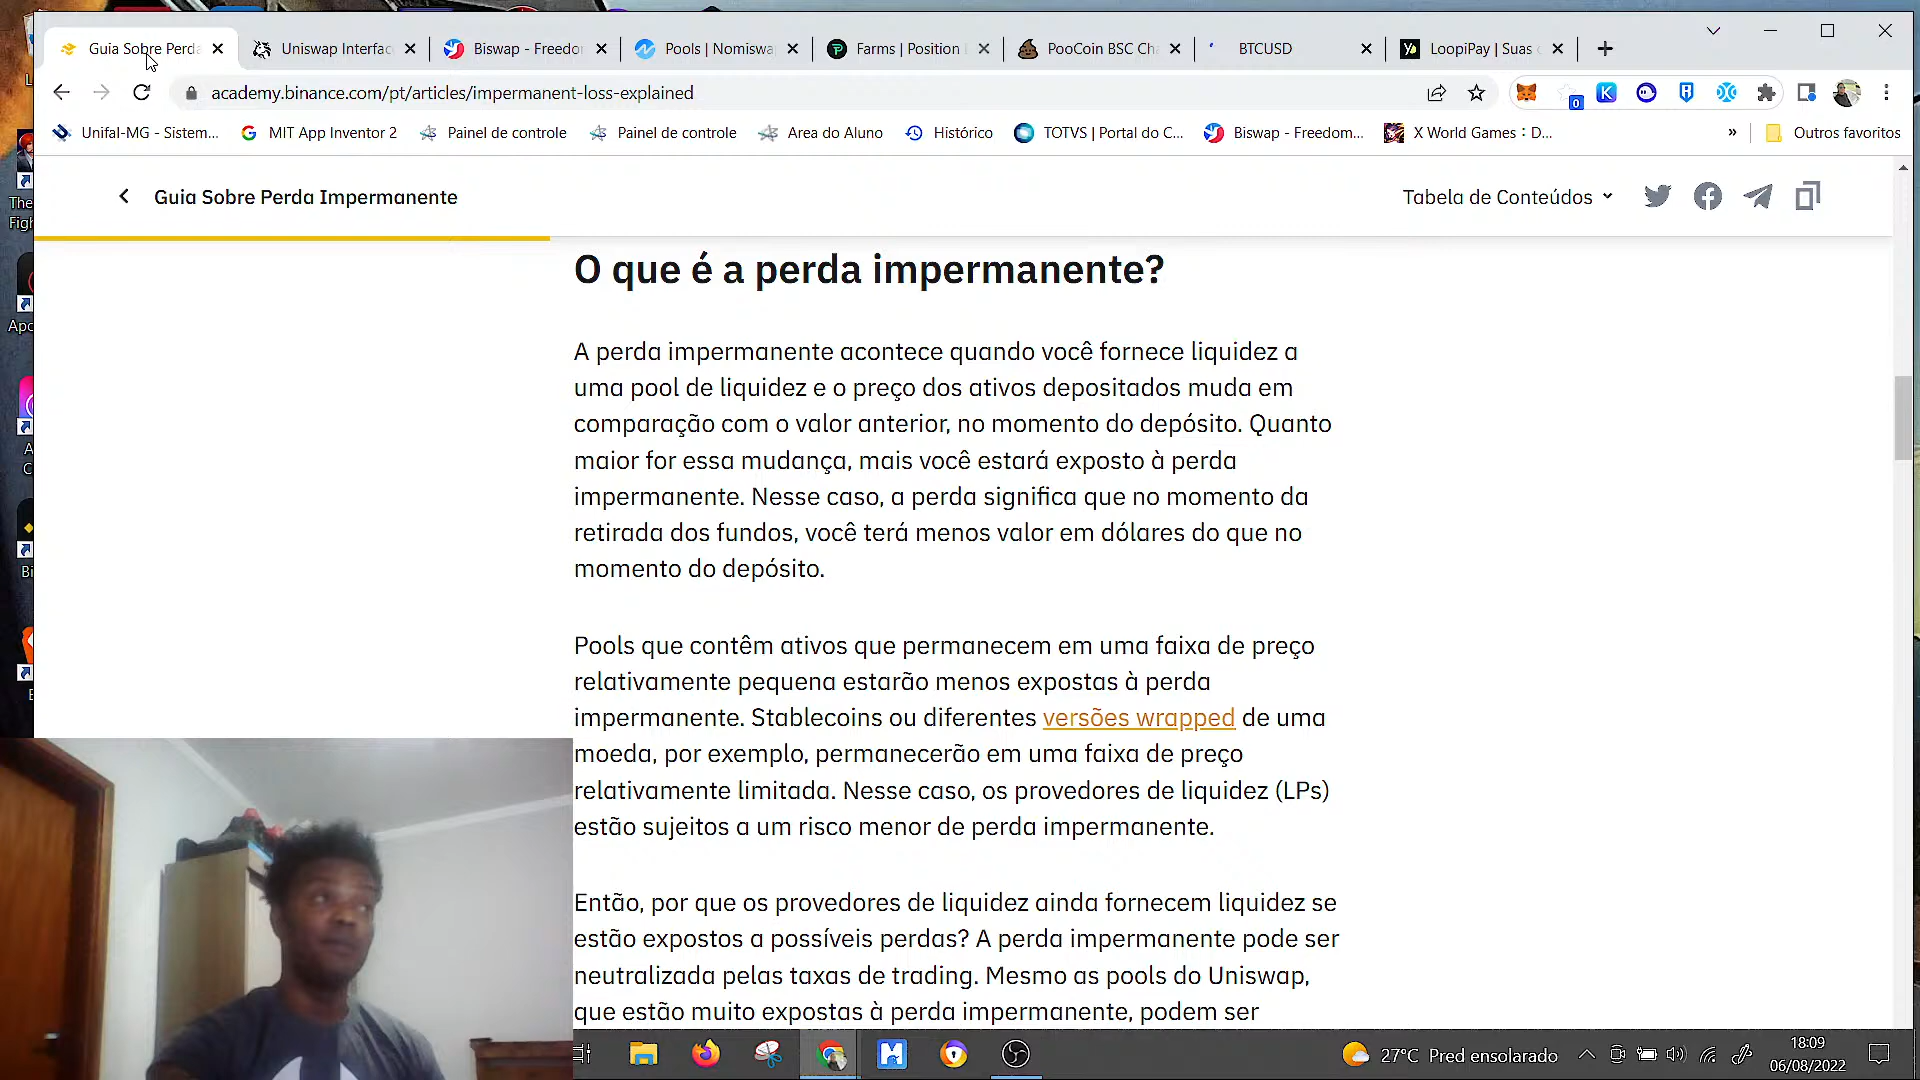 Guia Sobre Perda
Uniswap Interfac
Biswap - Freedo
Pools | Nomiswa
Farms | Position
PooCoin BSC Cha
BTCUSD
LoopiPay | Suas
academy.binance.com/pt/articles/impermanent-loss-explained
0
Unifal-MG - Sistem...
MIT App Inventor 2
Painel de controle
Painel de controle
Area do Aluno
Histórico
TOTVS | Portal do C...
Biswap - Freedom...
X World Games : D...
»
Outros favoritos
Guia Sobre Perda Impermanente
Tabela de Conteúdos
O que é a perda impermanente?
A perda impermanente acontece quando você fornece liquidez a
uma pool de liquidez e o preço dos ativos depositados muda em
comparação com o valor anterior, no momento do depósito. Quanto
maior for essa mudança, mais você estará exposto à perda
impermanente. Nesse caso, a perda significa que no momento da
retirada dos fundos, você terá menos valor em dólares do que no
momento do depósito.
Pools que contêm ativos que permanecem em uma faixa de preço
relativamente pequena estarão menos expostas à perda
impermanente. Stablecoins ou diferentes versões wrapped de uma
moeda, por exemplo, permanecerão em uma faixa de preço
relativamente limitada. Nesse caso, os provedores de liquidez (LPs)
estão sujeitos a um risco menor de perda impermanente.
Então, por que os provedores de liquidez ainda fornecem liquidez se
estão expostos a possíveis perdas? A perda impermanente pode ser
neutralizada pelas taxas de trading. Mesmo as pools do Uniswap,
que estão muito expostas à perda impermanente, podem ser
27°C Pred ensolarado
18:09
06/08/2022